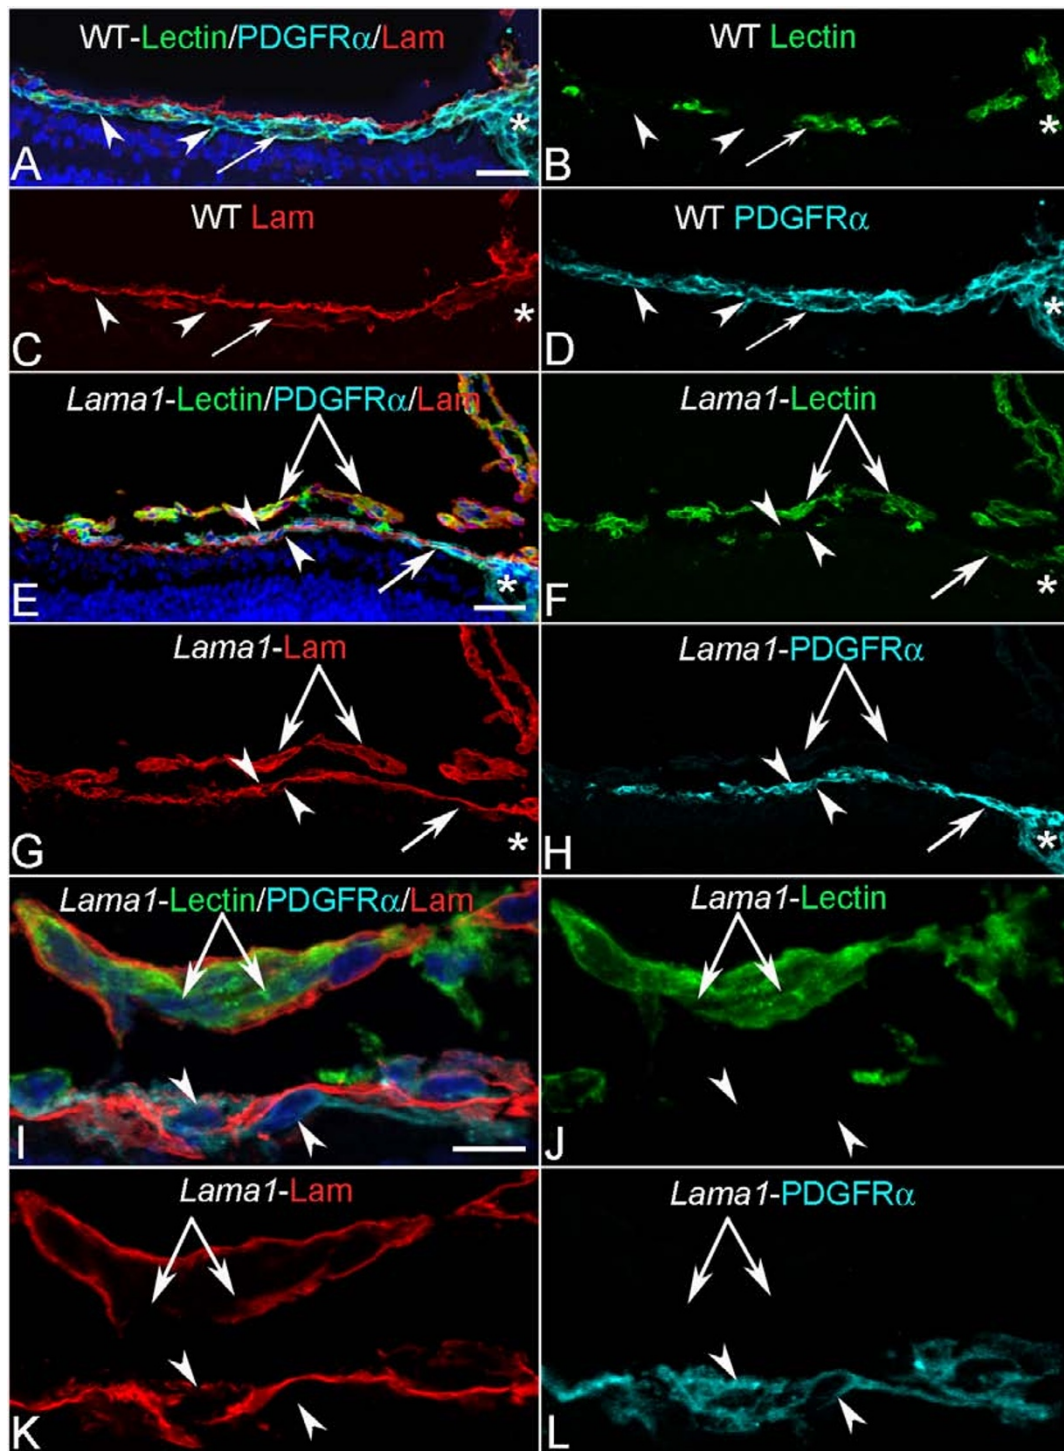 WT-Lectin/PDGFRα/Lam
A
*
WT Lectin
B
*
WT Lam
C
*
WT PDGFRα
D
*
Lama1-Lectin/PDGFRα/Lam
E
*
Lama1-Lectin
F
*
Lama1-Lam
G
*
Lama1-PDGFRα
H
*
Lama1-Lectin/PDGFRα/Lam
I
Lama1-Lectin
J
Lama1-Lam
K
Lama1-PDGFRα
L